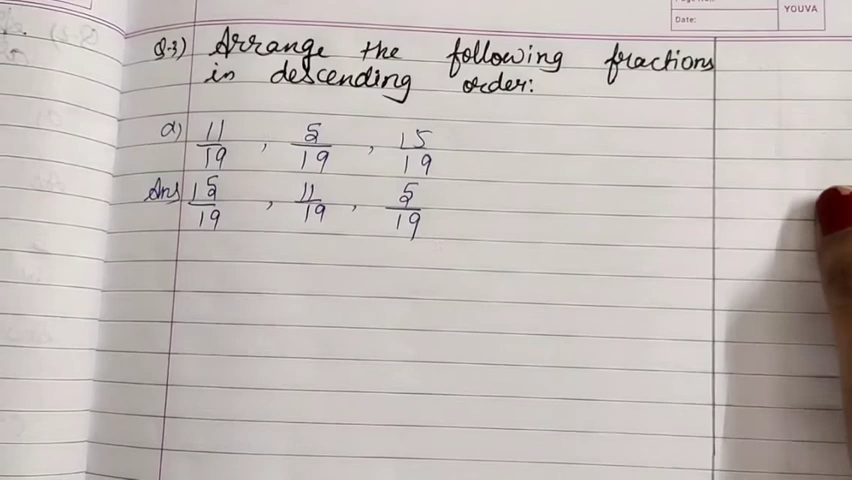 Date:
YOUVA
Q.3) Arrange the following fractions
in descending order:
a) 11/19 , 5/19 , 15/19
Ans 15/19 , 11/19 , 5/19